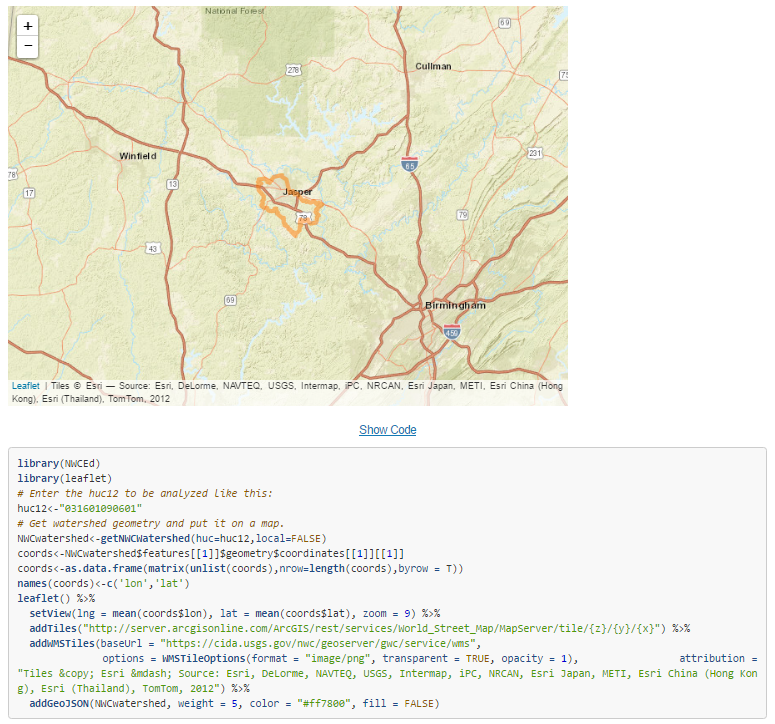 National Forest
+
−
69
Cullman
278
75
Winfield
65
231
78
13
17
Jasper
79
78
43
69
Birmingham
459
Leaflet | Tiles © Esri — Source: Esri, DeLorme, NAVTEQ, USGS, Intermap, iPC, NRCAN, Esri Japan, METI, Esri China (Hong
Kong), Esri (Thailand), TomTom, 2012
Show Code
library(NWCEd)
library(leaflet)
# Enter the huc12 to be analyzed like this:
huc12<-"031601090601"
# Get watershed geometry and put it on a map.
NWCwatershed<-getNWCWatershed(huc=huc12,local=FALSE)
coords<-NWCwatershed$features[[1]]$geometry$coordinates[[1]][[1]]
coords<-as.data.frame(matrix(unlist(coords),nrow=length(coords),byrow = T))
names(coords)<-c('lon','lat')
leaflet() %>%
setView(lng = mean(coords$lon), lat = mean(coords$lat), zoom = 9) %>%
addTiles("http://server.arcgisonline.com/ArcGIS/rest/services/World_Street_Map/MapServer/tile/{z}/{y}/{x}") %>%
addWMSTiles(baseUrl = "https://cida.usgs.gov/nwc/geoserver/gwc/service/wms",
options = WMSTileOptions(format = "image/png", transparent = TRUE, opacity = 1), attribution =
"Tiles &copy; Esri &mdash; Source: Esri, DeLorme, NAVTEQ, USGS, Intermap, iPC, NRCAN, Esri Japan, METI, Esri China (Hong Kon
g), Esri (Thailand), TomTom, 2012") %>%
addGeoJSON(NWCwatershed, weight = 5, color = "#ff7800", fill = FALSE)